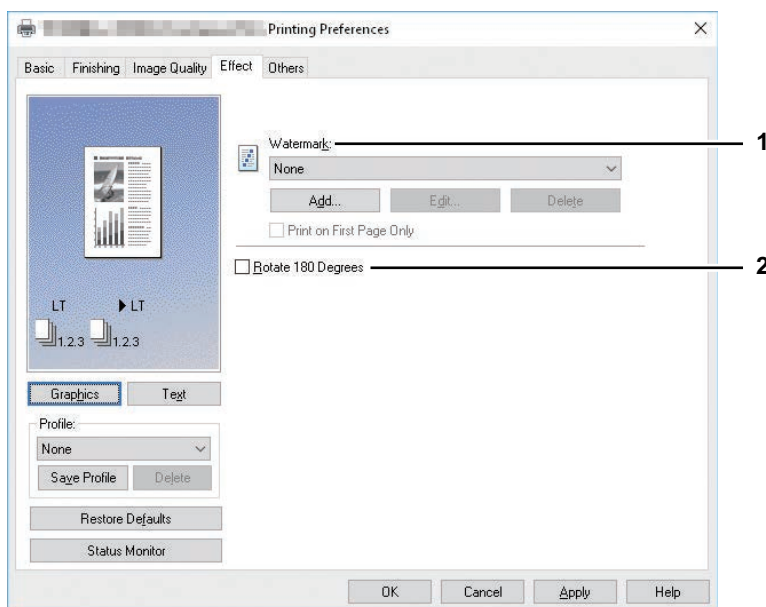 Printing Preferences
Basic Finishing Image Quality Effect Others
Watermark: 1
None
Add... Edit... Delete
Print on First Page Only
Rotate 180 Degrees 2
LT LT
1.2.3 1.2.3
Graphics Text
Profile:
None
Save Profile Delete
Restore Defaults
Status Monitor
OK Cancel Apply Help